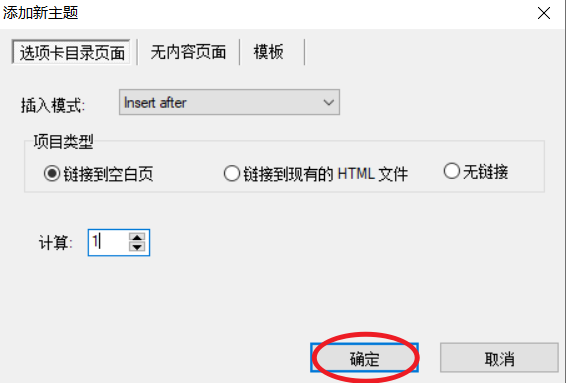 添加新主题
选项卡目录页面 无内容页面 模板
插入模式: Insert after
项目类型
链接到空白页 链接到现有的 HTML 文件 无链接
计算: 1
确定 取消